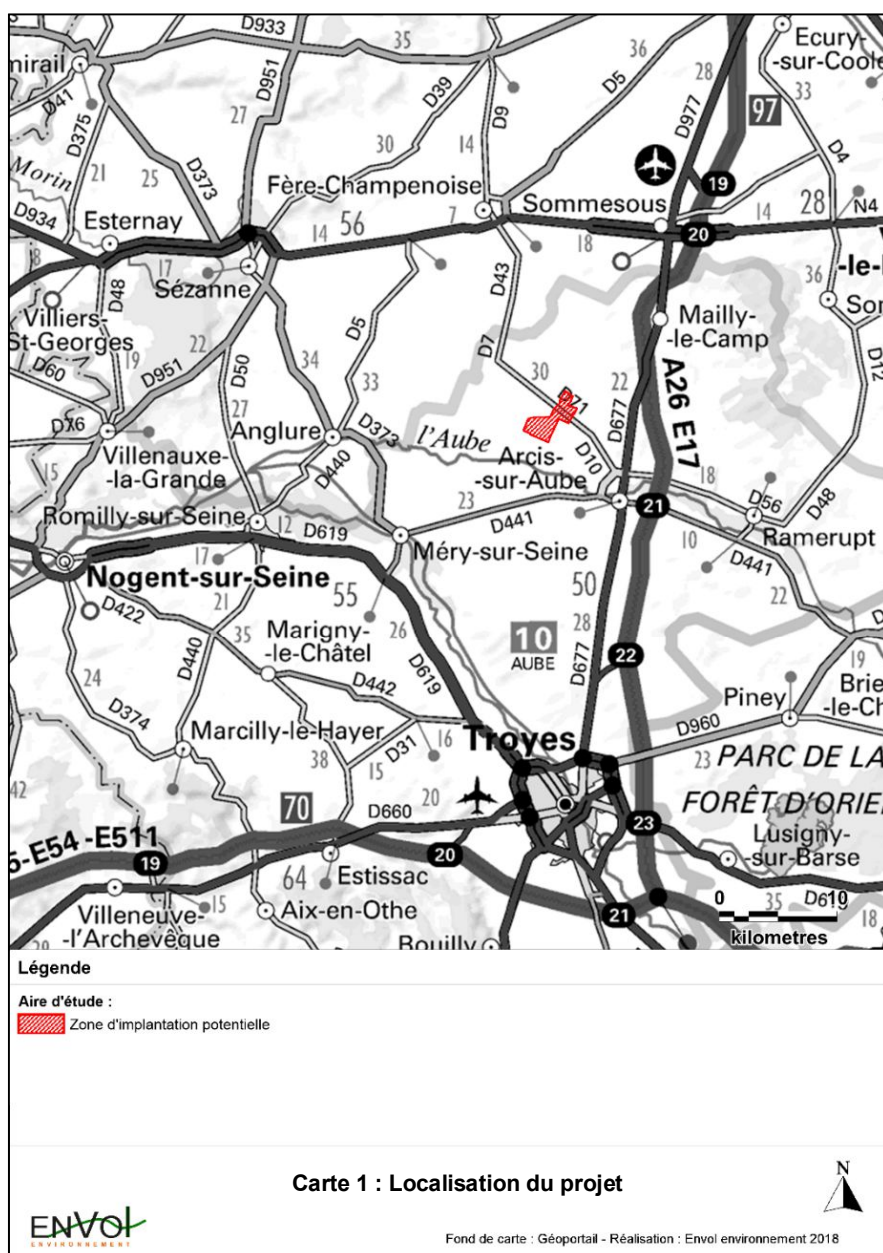 D933
35
36
Ecury
-sur-Coole
mirail
D41
D375
D951
27
D39
D9
D5
28
D977
33
97
30
14
D4
Morin
21
25
D373
19
Fère-Champenoise
Sommesous
D934
Esternay
56
7
14
18
20
14
28
N4
18
17
Sézanne
D43
36
-le-
D48
Villiers-
St-Georges
22
D5
D7
Mailly-
-le-Camp
D12
D60
19
D951
D50
34
33
30
D71
22
A26 E17
27
D76
Anglure
D373
l'Aube
D10
D677
15
Villenauxe-
-la-Grande
D440
Arcis-
-sur-Aube
18
D56
D48
Romilly-sur-Seine
12
23
21
D619
D441
Ramerupt
17
Méry-sur-Seine
10
D441
Nogent-sur-Seine
55
50
22
D422
21
10
28
35
Marigny-
-le-Châtel
26
AUBE
D677
22
19
24
D440
D619
Piney
Brie
-le-Ch
D442
D374
Marcilly-le-Hayer
D31
16
Troyes
D960
23
PARC DE LA
42
38
15
70
D660
20
FORÊT D'ORIE
5-E54 -E511
23
Lusigny-
-sur-Barse
19
20
64
Estissac
0
10
D619
Villeneuve-
-l'Archevêque
15
Aix-en-Othe
21
35
kilometres
18
Bouilly
Légende
Aire d'étude :
Zone d'implantation potentielle
Carte 1 : Localisation du projet
N
ENVOl
ENVIRONNEMENT
Fond de carte : Géoportail - Réalisation : Envol environnement 2018